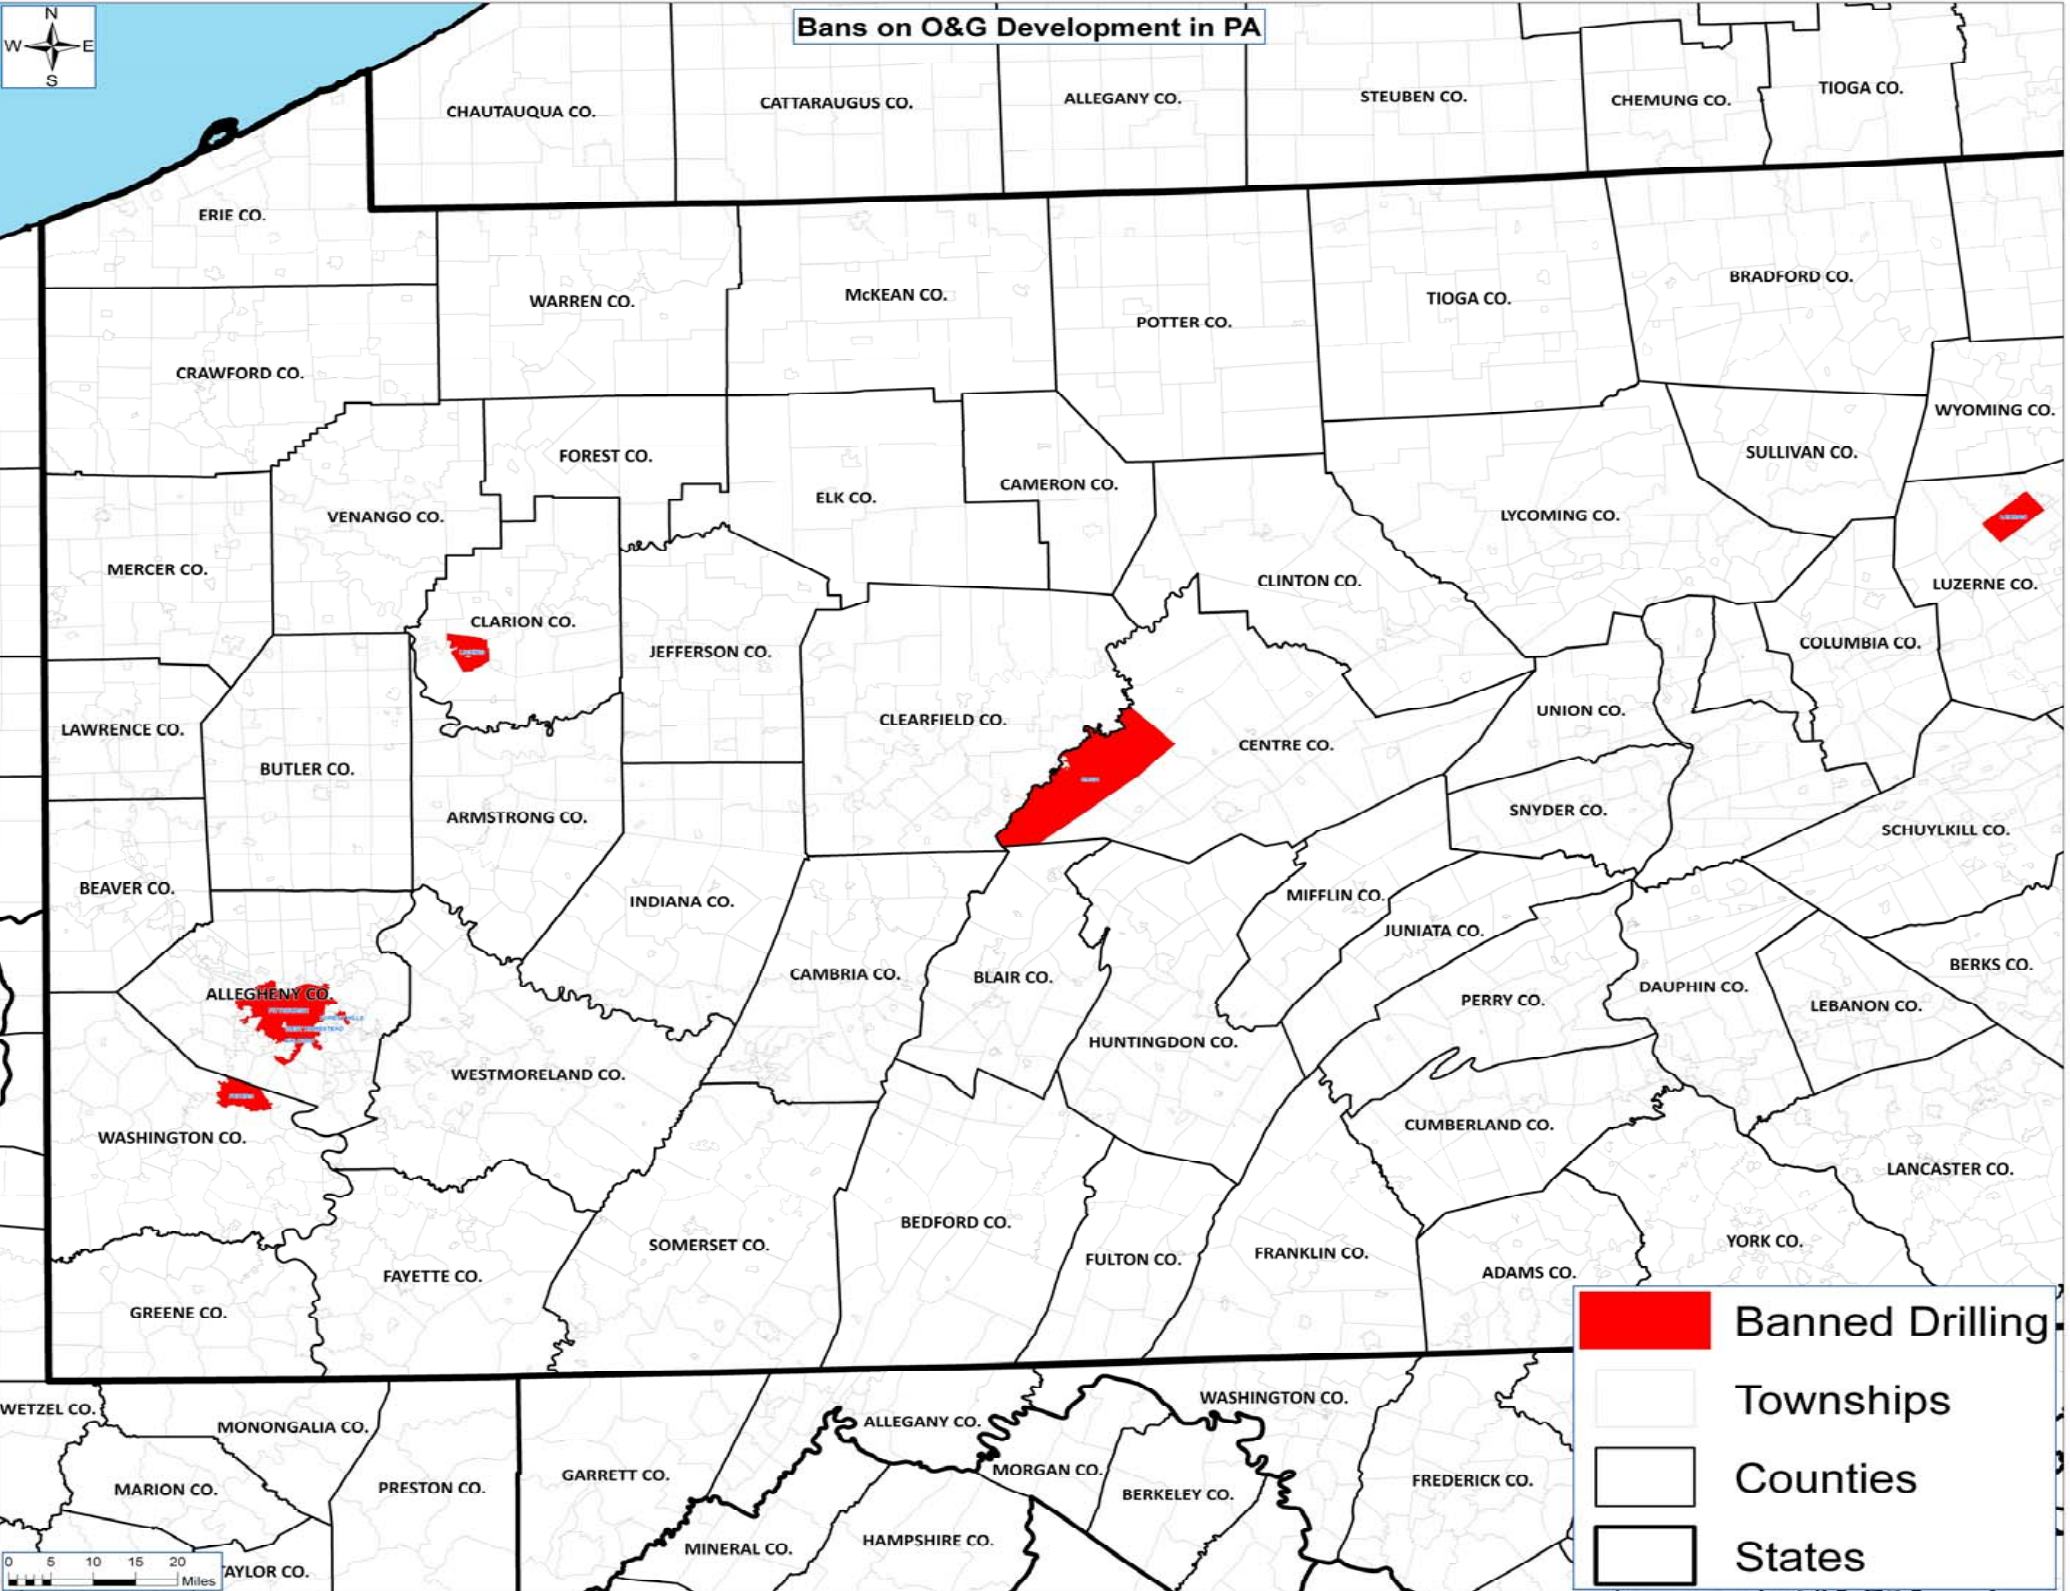 N
W E
S
Bans on O&G Development in PA
CHAUTAUQUA CO.
CATTARAUGUS CO.
ALLEGANY CO.
STEUBEN CO.
CHEMUNG CO.
TIOGA CO.
ERIE CO.
WARREN CO.
McKEAN CO.
POTTER CO.
TIOGA CO.
BRADFORD CO.
CRAWFORD CO.
WYOMING CO.
FOREST CO.
SULLIVAN CO.
ELK CO.
CAMERON CO.
VENANGO CO.
LYCOMING CO.
MERCER CO.
CLINTON CO.
LUZERNE CO.
CLARION CO.
JEFFERSON CO.
COLUMBIA CO.
LAWRENCE CO.
CLEARFIELD CO.
CENTRE CO.
UNION CO.
BUTLER CO.
ARMSTRONG CO.
SNYDER CO.
SCHUYLKILL CO.
BEAVER CO.
INDIANA CO.
MIFFLIN CO.
JUNIATA CO.
CAMBRIA CO.
BLAIR CO.
BERKS CO.
ALLEGHENY CO.
PERRY CO.
DAUPHIN CO.
LEBANON CO.
PITTSBURGH
FOREST HILLS
WEST HOMESTEAD
HUNTINGDON CO.
WESTMORELAND CO.
PETERS
WASHINGTON CO.
CUMBERLAND CO.
LANCASTER CO.
SOMERSET CO.
BEDFORD CO.
FULTON CO.
FRANKLIN CO.
YORK CO.
ADAMS CO.
FAYETTE CO.
GREENE CO.
Banned Drilling
Townships
Counties
States
WETZEL CO.
MONONGALIA CO.
ALLEGANY CO.
WASHINGTON CO.
MARION CO.
PRESTON CO.
GARRETT CO.
MORGAN CO.
BERKELEY CO.
FREDERICK CO.
MINERAL CO.
HAMPSHIRE CO.
TAYLOR CO.
0 5 10 15 20
Miles